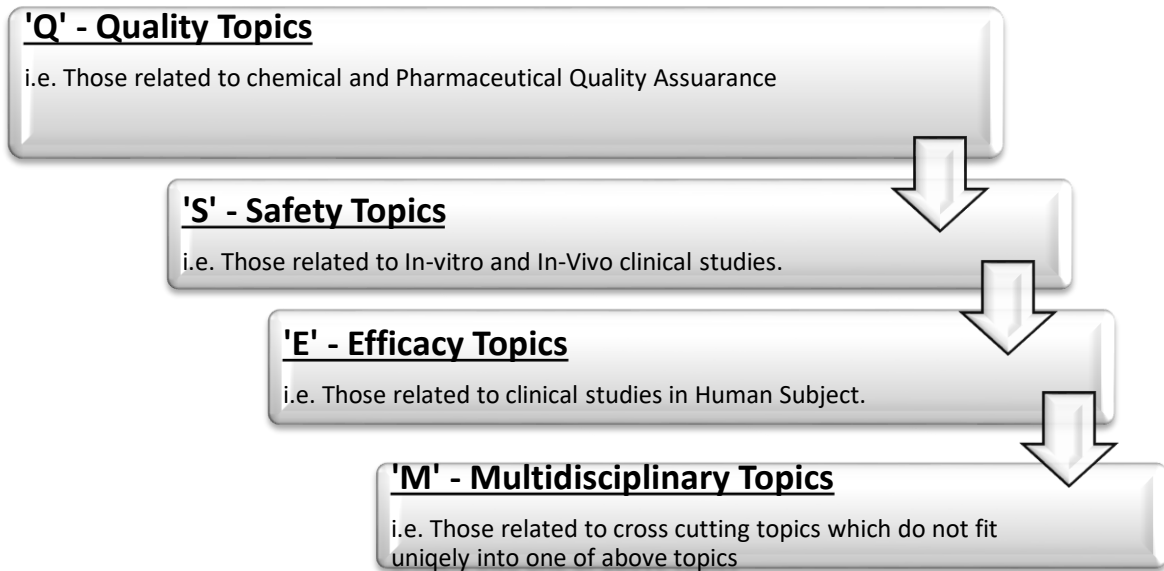 'Q' - Quality Topics
i.e. Those related to chemical and Pharmaceutical Quality Assuarance
'S' - Safety Topics
i.e. Those related to In-vitro and In-Vivo clinical studies.
'E' - Efficacy Topics
i.e. Those related to clinical studies in Human Subject.
'M' - Multidisciplinary Topics
i.e. Those related to cross cutting topics which do not fit
uniqely into one of above topics